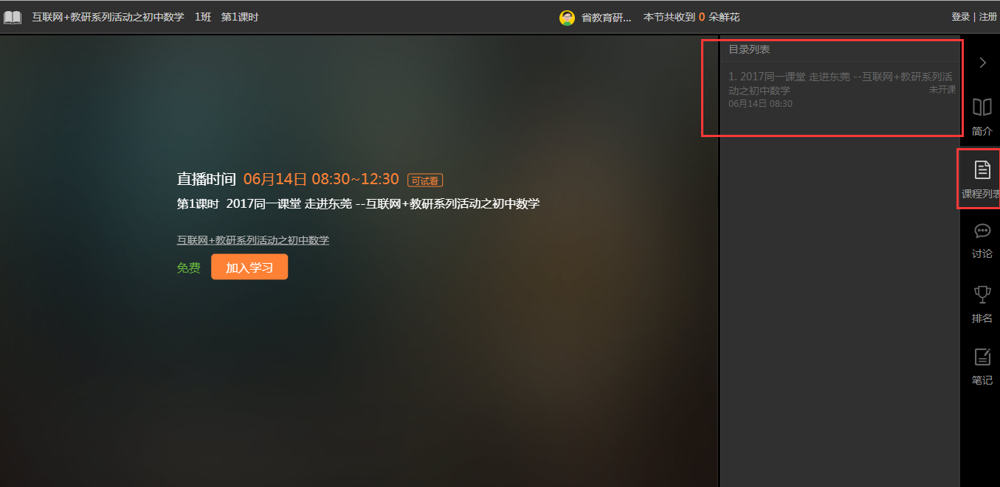 互联网+教研系列活动之初中数学 1班 第1课时 省教育研... 本节共收到 0 朵鲜花 登录 | 注册
直播时间 06月14日 08:30~12:30 可试看
第1课时 2017同一课堂 走进东莞 --互联网+教研系列活动之初中数学
互联网+教研系列活动之初中数学
免费 加入学习
目录列表
1. 2017同一课堂 走进东莞 --互联网+教研系列活
动之初中数学 未开课
06月14日 08:30
简介
课程列表
讨论
排名
笔记